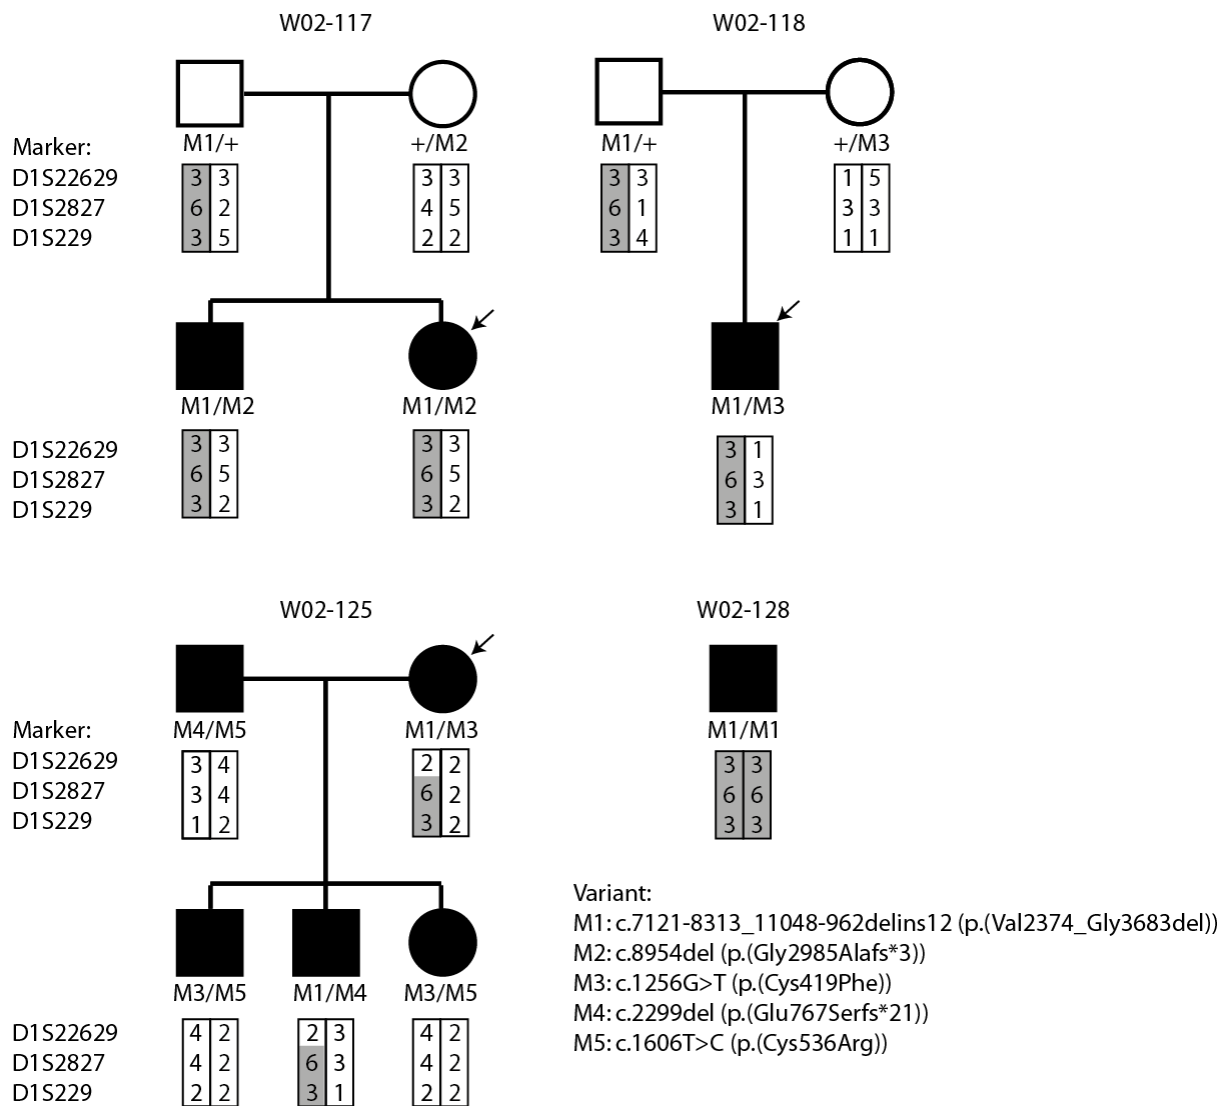 W02-117 W02-118
M1/+ +/M2 M1/+ +/M3
Marker:
D1S22629 3 3 3 3 3 3 1 5
D1S2827 6 2 4 5 6 1 3 3
D1S229 3 5 2 2 3 4 1 1
M1/M2 M1/M2 M1/M3
D1S22629 3 3 3 3 3 1
D1S2827 6 5 6 5 6 3
D1S229 3 2 3 2 3 1
W02-125 W02-128
Marker: M4/M5 M1/M3 M1/M1
D1S22629 3 4 2 2 3 3
D1S2827 3 4 6 2 6 6
D1S229 1 2 3 2 3 3
M3/M5 M1/M4 M3/M5
D1S22629 4 2 2 3 4 2
D1S2827 4 2 6 3 4 2
D1S229 2 2 3 1 2 2
Variant:
M1: c.7121-8313_11048-962delins12 (p.(Val2374_Gly3683del))
M2: c.8954del (p.(Gly2985Alafs*3))
M3: c.1256G>T (p.(Cys419Phe))
M4: c.2299del (p.(Glu767Serfs*21))
M5: c.1606T>C (p.(Cys536Arg))